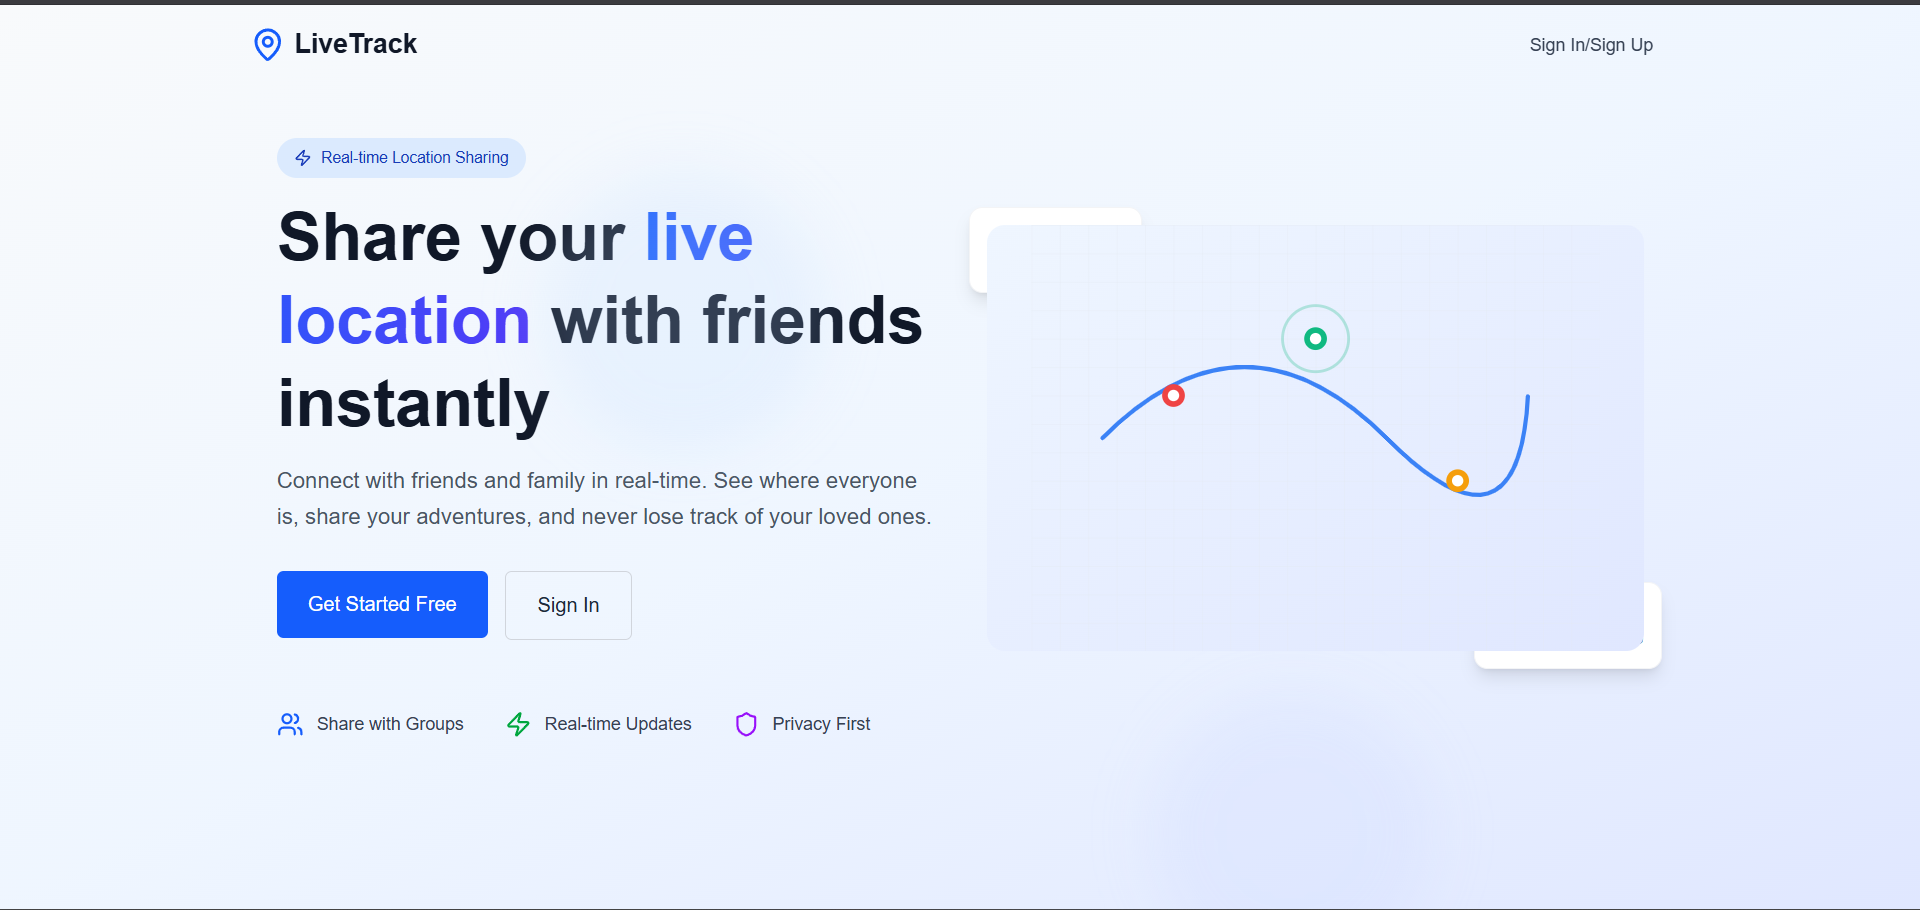 LiveTrack
Sign In/Sign Up
Real-time Location Sharing
Share your live
location with friends
instantly
Connect with friends and family in real-time. See where everyone
is, share your adventures, and never lose track of your loved ones.
Get Started Free
Sign In
Share with Groups
Real-time Updates
Privacy First